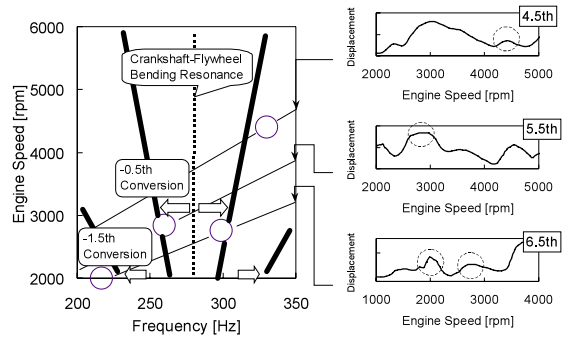 6000
5000
4000
3000
2000
Engine Speed [rpm]
200
250
300
350
Frequency [Hz]
Crankshaft-Flywheel
Bending Resonance
-0.5th
Conversion
-1.5th
Conversion
4.5th
Displacement
2000
3000
4000
5000
Engine Speed [rpm]
5.5th
Displacement
2000
3000
4000
5000
Engine Speed [rpm]
6.5th
Displacement
1000
2000
3000
4000
Engine Speed [rpm]